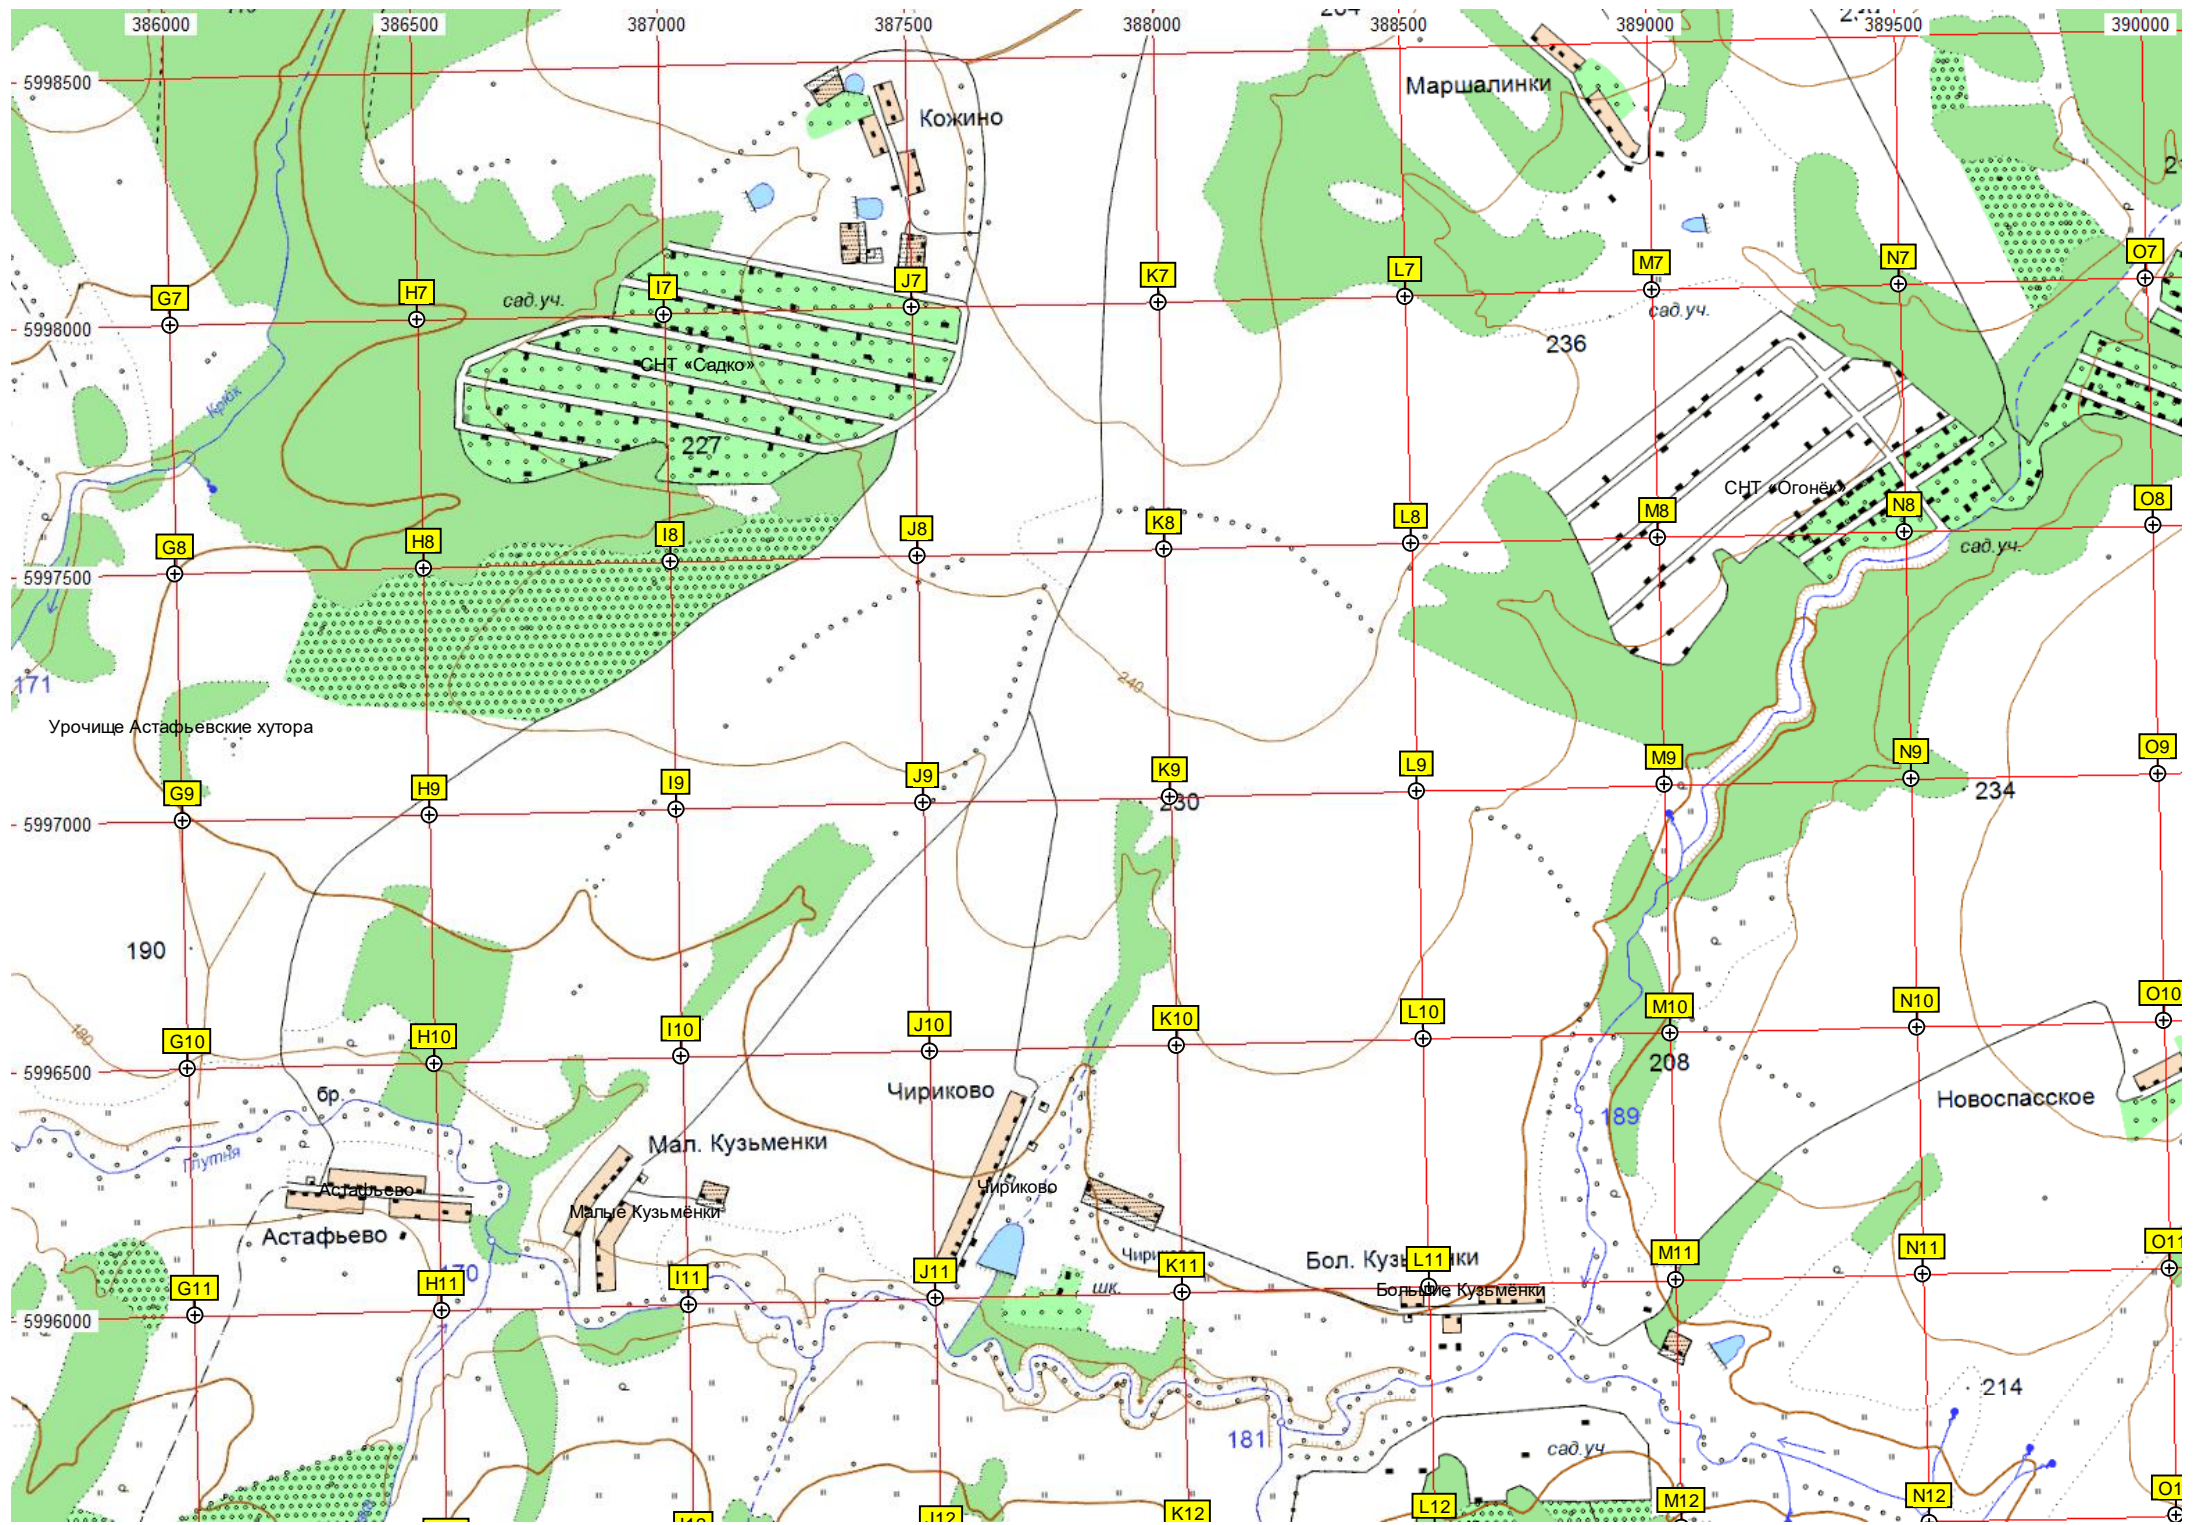 386000 386500 387000 387500 388000 388500 389000 389500 390000
5998500
Маршалинки
Кожино
G7 H7 I7 J7 K7 L7 M7 N7 O7
сад.уч.
сад.уч.
5998000
236
СНТ «Садко»
Крюк
227
СНТ «Огонёк»
G8 H8 I8 J8 K8 L8 M8 N8 O8
сад.уч.
5997500
171
240
Урочище Астафьевские хутора
G9 H9 I9 J9 K9 L9 M9 N9 O9
230
234
5997000
190
180
G10 H10 I10 J10 K10 L10 M10 N10 O10
208
5996500
Чириково
бр.
189
Новоспасское
Мал. Кузьменки
Глутня
Астафьево
Чириково
Малые Кузьмёнки
Астафьево
170
Бол. Кузьменки
G11 H11 I11 J11 K11 L11 M11 N11 O11
шк.
Большие Кузьмёнки
5996000
214
181
сад.уч
J12 K12 L12 M12 N12